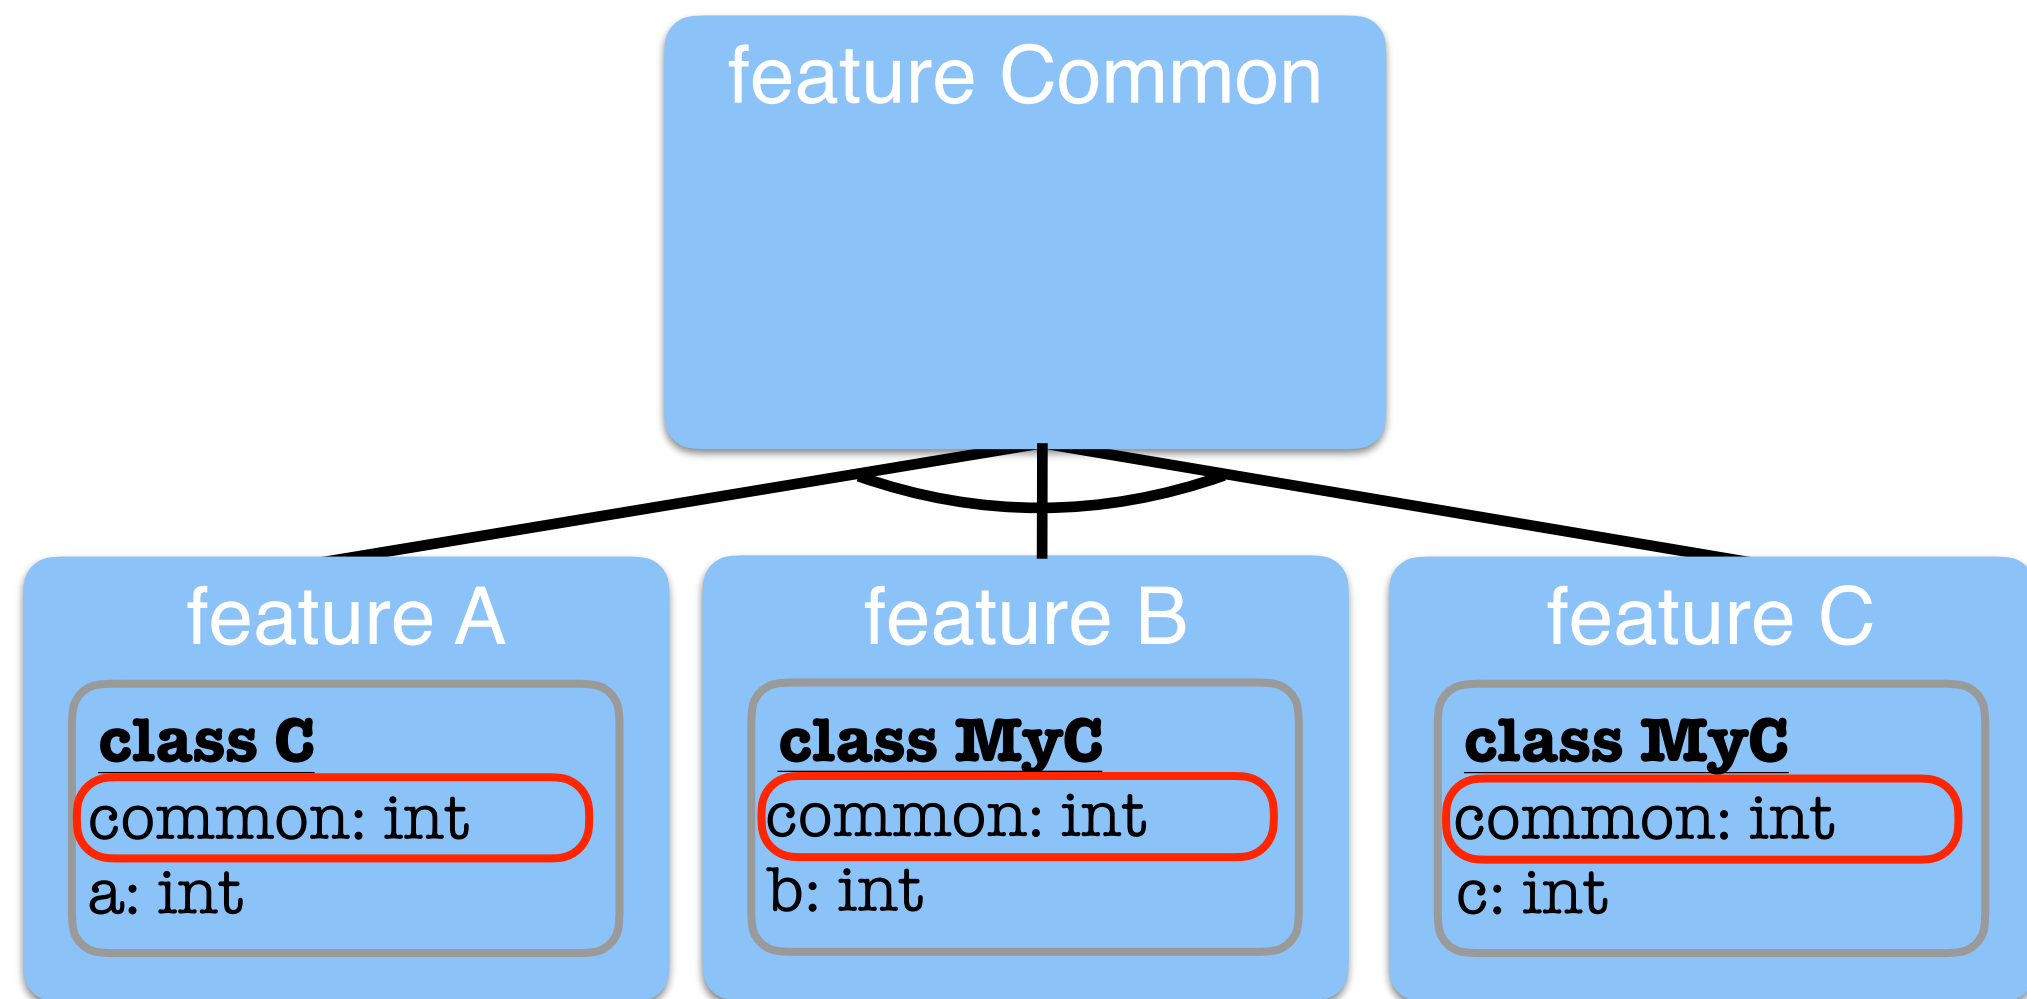 feature Common
feature A
class C
common: int
a: int
feature B
class MyC
common: int
b: int
feature C
class MyC
common: int
c: int